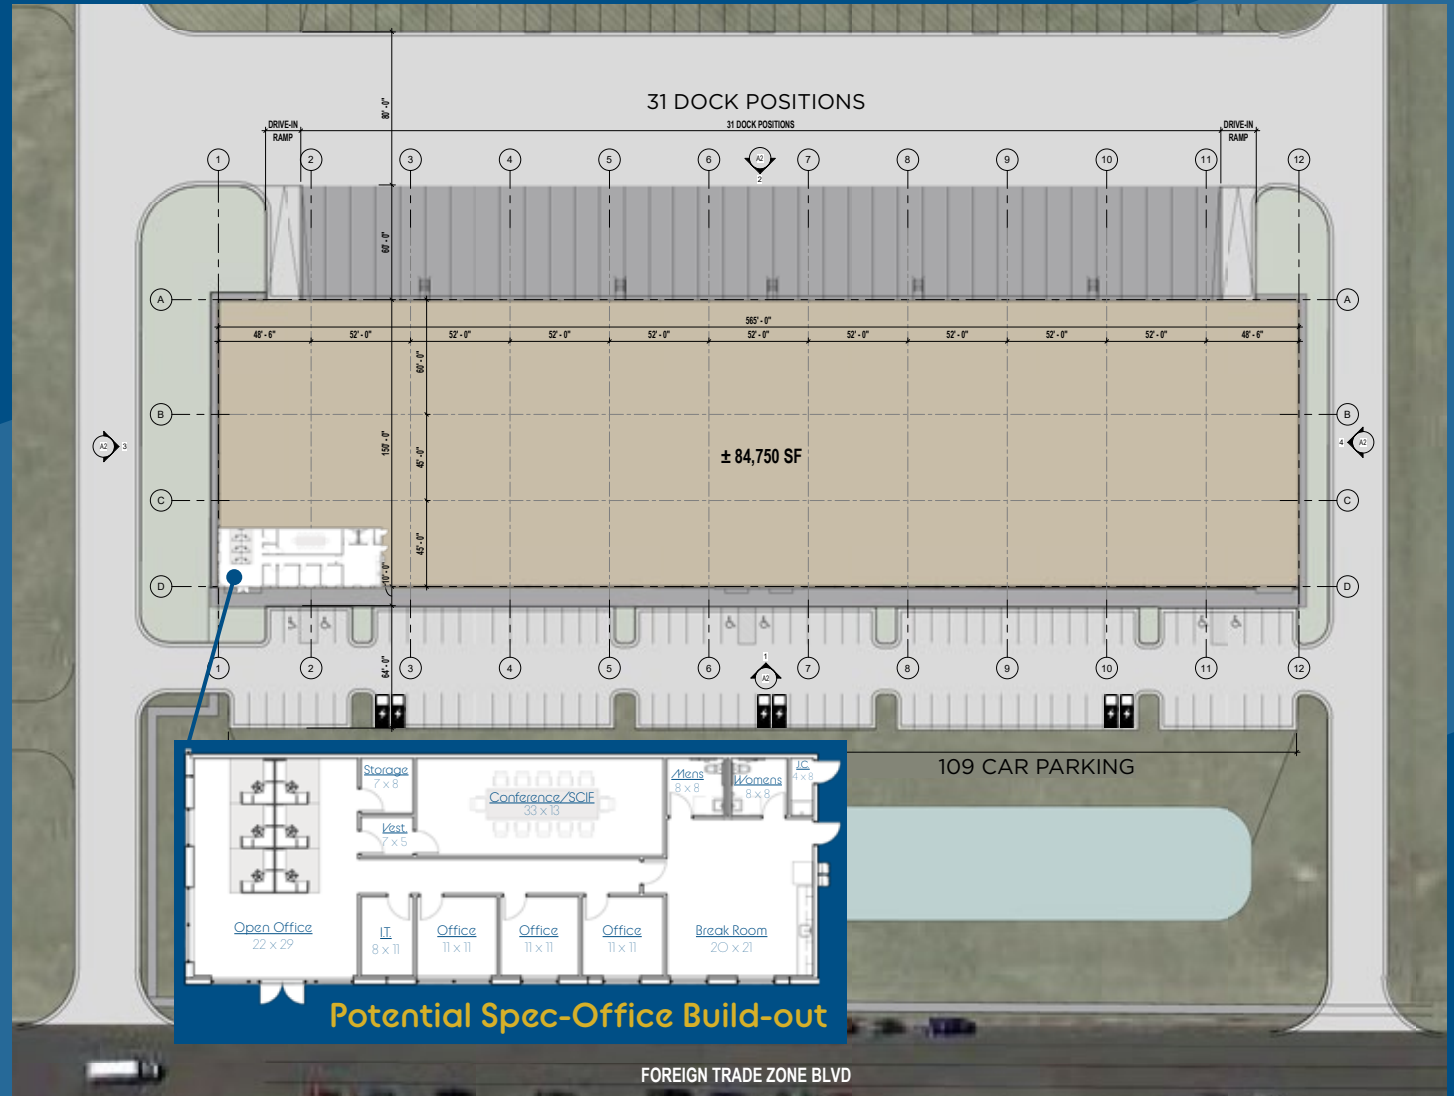 31 DOCK POSITIONS
80' - 0"
DRIVE-IN
RAMP
31 DOCK POSITIONS
DRIVE-IN
RAMP
1 2 3 4 5 6 A2 7 8 9 10 11 12
2
60' - 0"
A A
565' - 0"
48' - 6" 52' - 0" 52' - 0" 52' - 0" 52' - 0" 52' - 0" 52' - 0" 52' - 0" 52' - 0" 52' - 0" 48' - 6"
60' - 0"
B B
A2 3 150' - 0" 45' - 0" 4 A2
± 84,750 SF
C C
45' - 0"
10' - 0"
D D
1
1 2 3 4 5 6 A2 7 8 9 10 11 12
64' - 0"
109 CAR PARKING
Storage
7 x 8
Conference/SCIF
33 x 13
Mens
8 x 8
Womens
8 x 8
J.C.
4 x 8
Vest.
7 x 5
Open Office
22 x 29
I.T.
8 x 11
Office
11 x 11
Office
11 x 11
Office
11 x 11
Break Room
20 x 21
Potential Spec-Office Build-out
FOREIGN TRADE ZONE BLVD